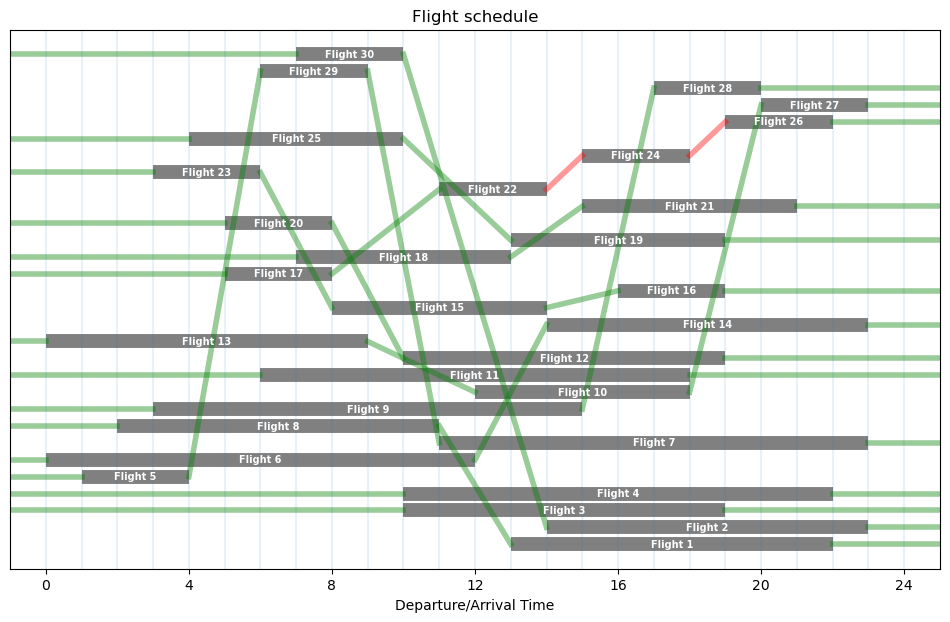 Flight schedule
Flight 30
Flight 29
Flight 28
Flight 27
Flight 26
Flight 25
Flight 24
Flight 23
Flight 22
Flight 21
Flight 20
Flight 19
Flight 18
Flight 17
Flight 16
Flight 15
Flight 14
Flight 13
Flight 12
Flight 11
Flight 10
Flight 9
Flight 8
Flight 7
Flight 6
Flight 5
Flight 4
Flight 3
Flight 2
Flight 1
0 4 8 12 16 20 24
Departure/Arrival Time